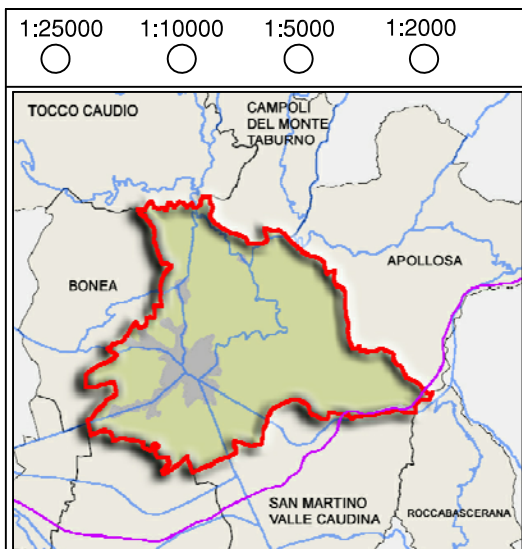 1:25000 1:10000 1:5000 1:2000
TOCCO CAUDIO
CAMPOLI
DEL MONTE
TABURNO
APOLLOSA
BONEA
SAN MARTINO
VALLE CAUDINA
ROCCABASCERANA